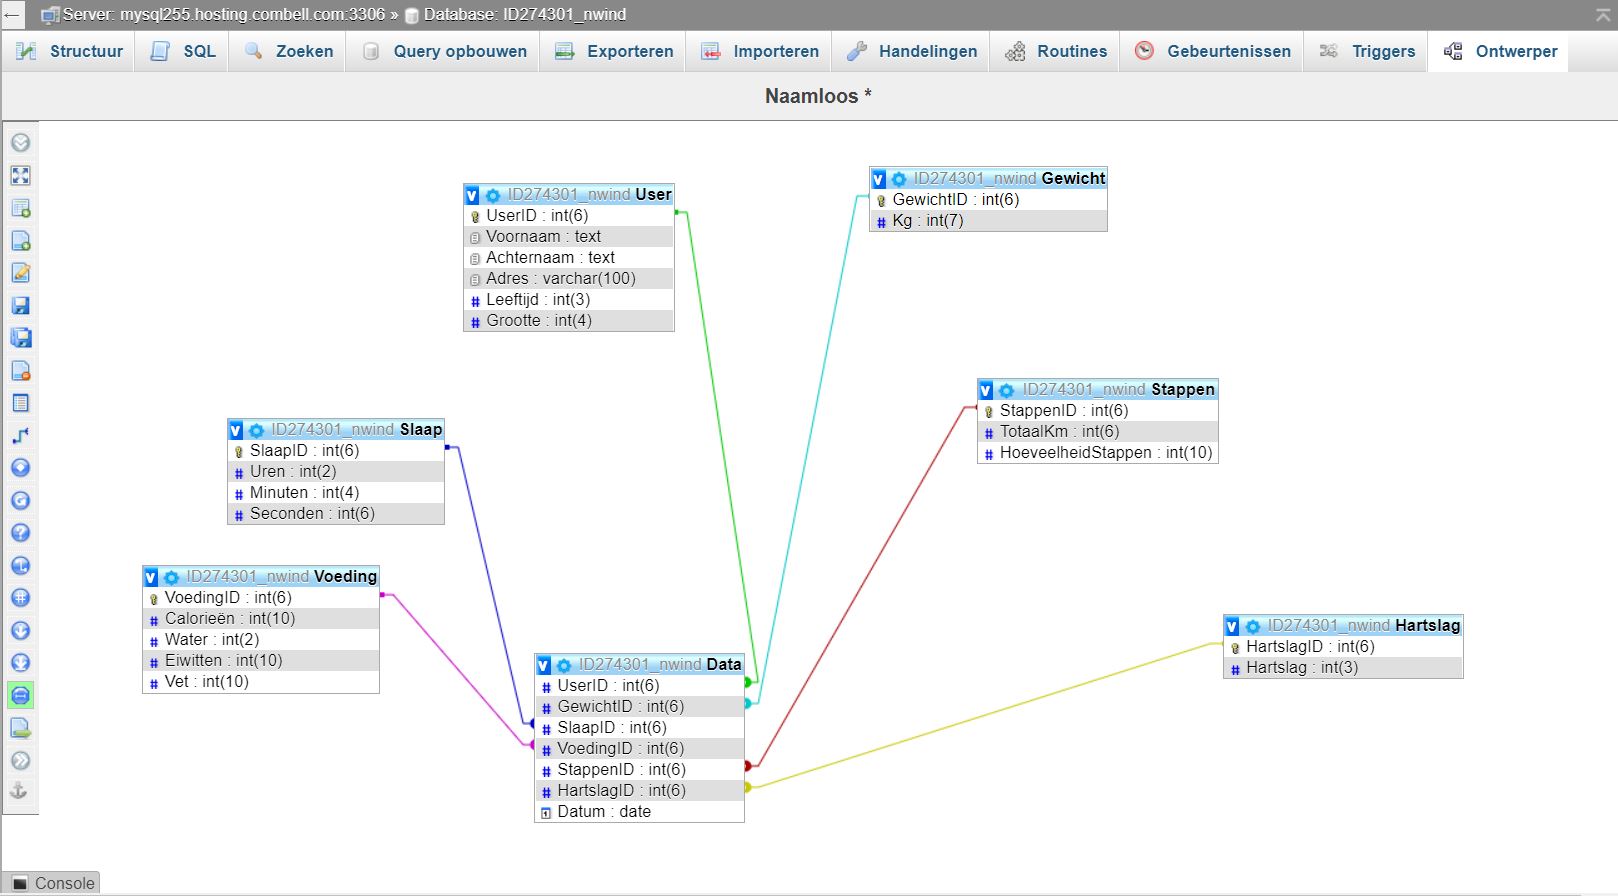 Server: mysql255.hosting.combell.com:3306 » Database: ID274301_nwind
Structuur SQL Zoeken Query opbouwen Exporteren Importeren Handelingen Routines Gebeurtenissen Triggers Ontwerper
Naamloos *
ID274301_nwind Gewicht
GewichtID : int(6)
Kg : int(7)
ID274301_nwind User
UserID : int(6)
Voornaam : text
Achternaam : text
Adres : varchar(100)
Leeftijd : int(3)
Grootte : int(4)
ID274301_nwind Stappen
StappenID : int(6)
TotaalKm : int(6)
HoeveelheidStappen : int(10)
ID274301_nwind Slaap
SlaapID : int(6)
Uren : int(2)
Minuten : int(4)
Seconden : int(6)
ID274301_nwind Voeding
VoedingID : int(6)
Calorieën : int(10)
Water : int(2)
Eiwitten : int(10)
Vet : int(10)
ID274301_nwind Hartslag
HartslagID : int(6)
Hartslag : int(3)
ID274301_nwind Data
UserID : int(6)
GewichtID : int(6)
SlaapID : int(6)
VoedingID : int(6)
StappenID : int(6)
HartslagID : int(6)
Datum : date
Console